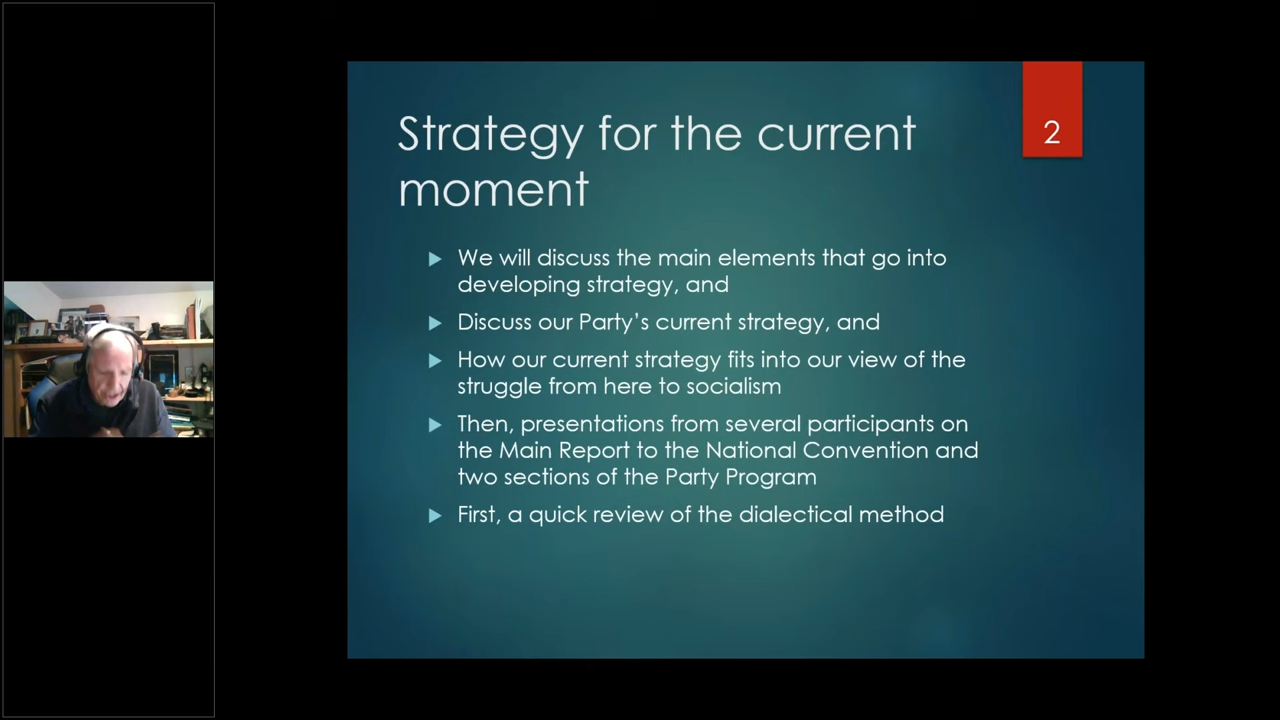 Strategy for the current
moment
2
We will discuss the main elements that go into
developing strategy, and
Discuss our Party’s current strategy, and
How our current strategy fits into our view of the
struggle from here to socialism
Then, presentations from several participants on
the Main Report to the National Convention and
two sections of the Party Program
First, a quick review of the dialectical method